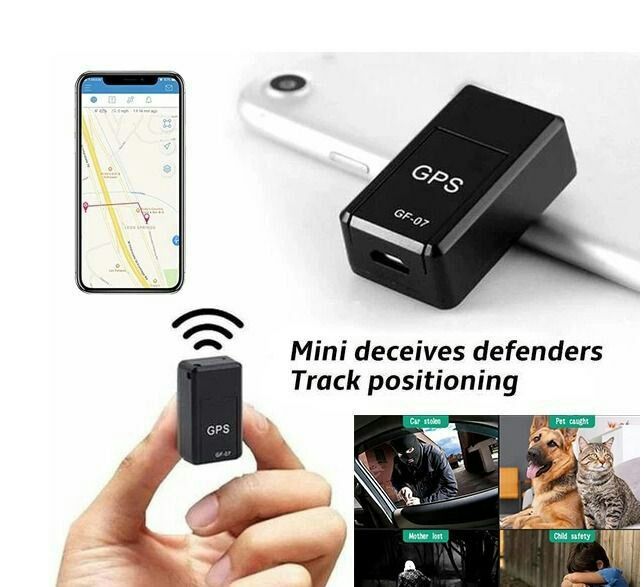 GPS
GF-07
Mini deceives defenders
Track positioning
GPS
GF-07
Car stolen
Pet caught
Mother lost
Child safety